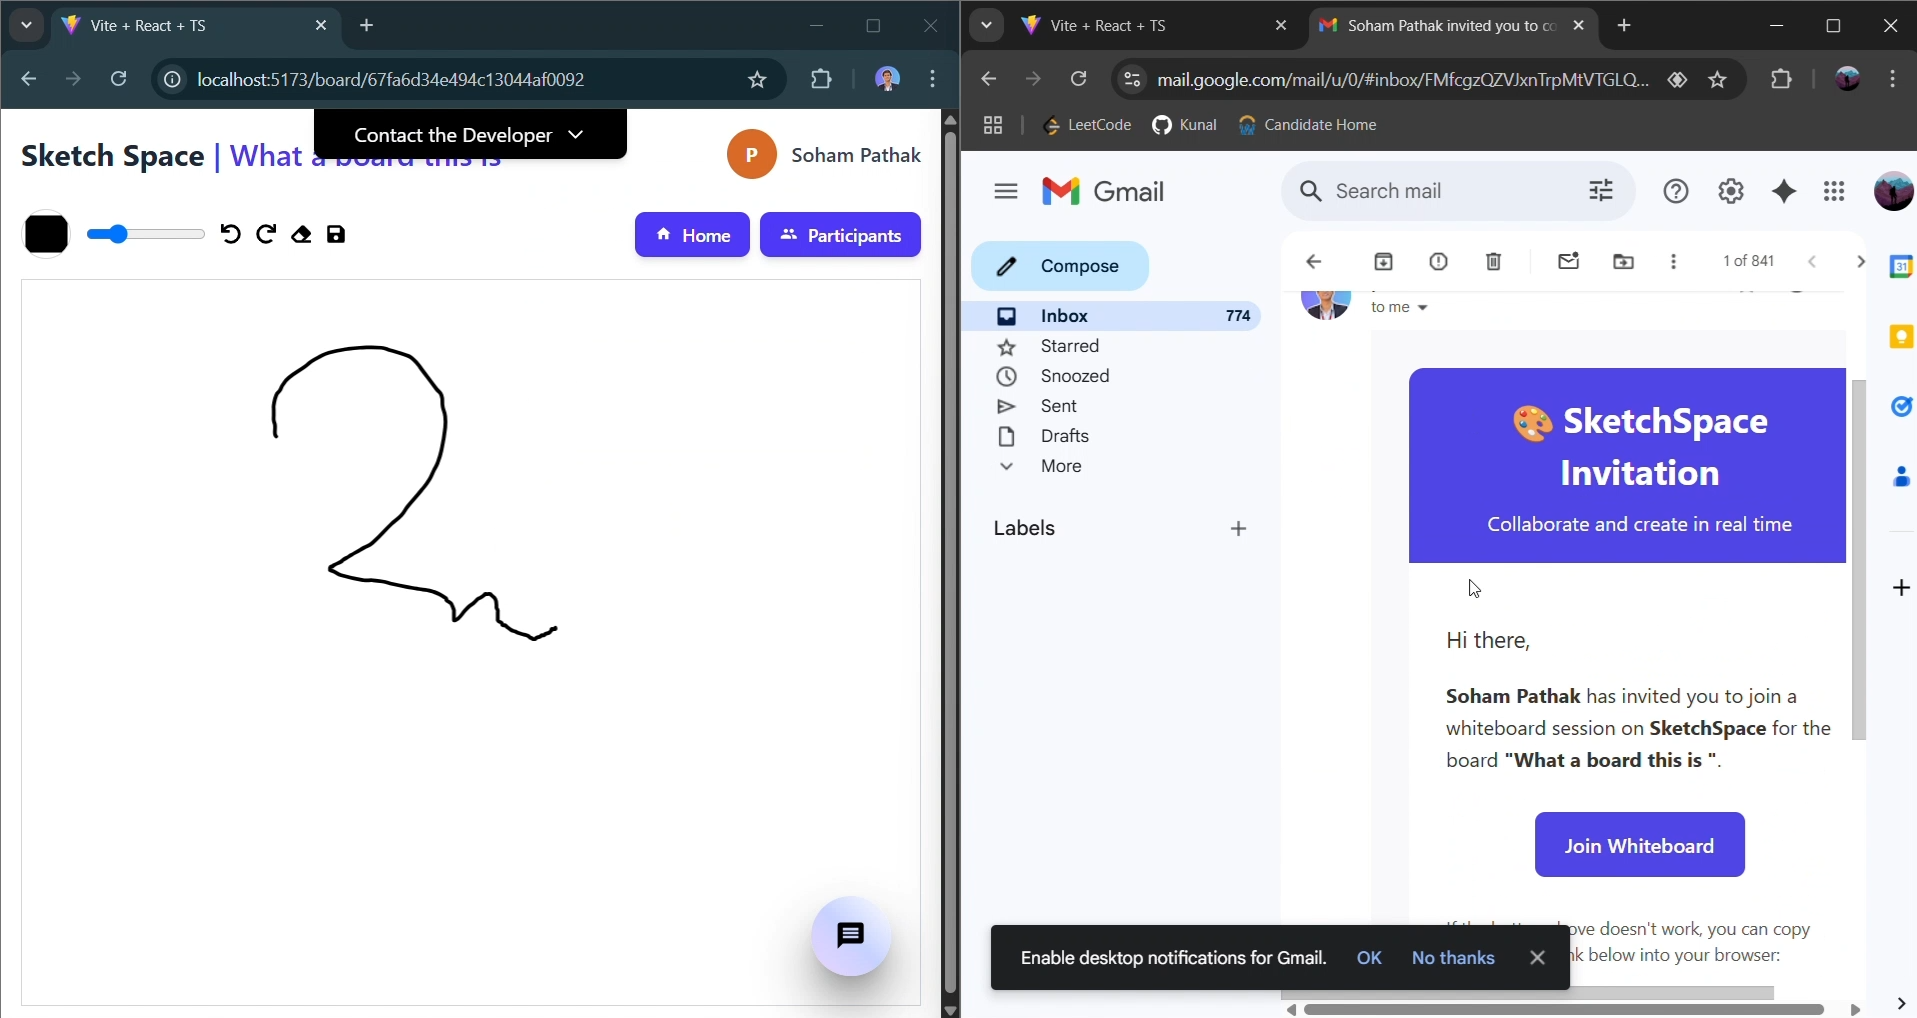 Vite + React + TS
localhost:5173/board/67fa6d34e494c13044af0092
Contact the Developer
Sketch Space | What a board this is
P
Soham Pathak
Home
Participants
Vite + React + TS
Soham Pathak invited you to co
mail.google.com/mail/u/0/#inbox/FMfcgzQZVJxnTrpMtVTGLQ...
LeetCode
Kunal
Candidate Home
Gmail
Search mail
Compose
1 of 841
31
Inbox 774
to me
Starred
Snoozed
Sent
Drafts
More
Labels
SketchSpace
Invitation
Collaborate and create in real time
Hi there,
Soham Pathak has invited you to join a
whiteboard session on SketchSpace for the
board "What a board this is ".
Join Whiteboard
doesn't work, you can copy
below into your browser:
Enable desktop notifications for Gmail. OK No thanks